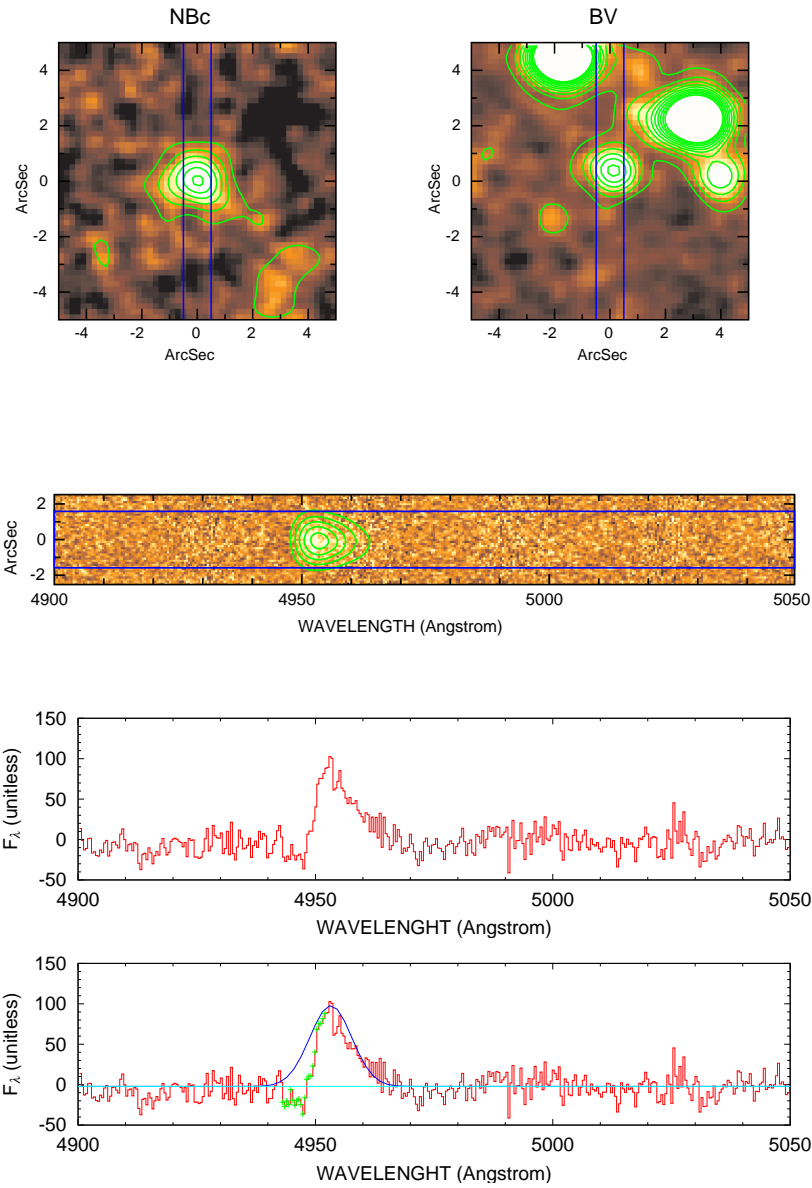 NBc
BV
4
2
0
-2
-4
ArcSec
-4 -2 0 2 4
ArcSec
4
2
0
-2
-4
ArcSec
-4 -2 0 2 4
ArcSec
2
0
-2
ArcSec
4900 4950 5000 5050
WAVELENGTH (Angstrom)
150
100
50
0
-50
Fλ (unitless)
4900 4950 5000 5050
WAVELENGHT (Angstrom)
150
100
50
0
-50
Fλ (unitless)
4900 4950 5000 5050
WAVELENGHT (Angstrom)